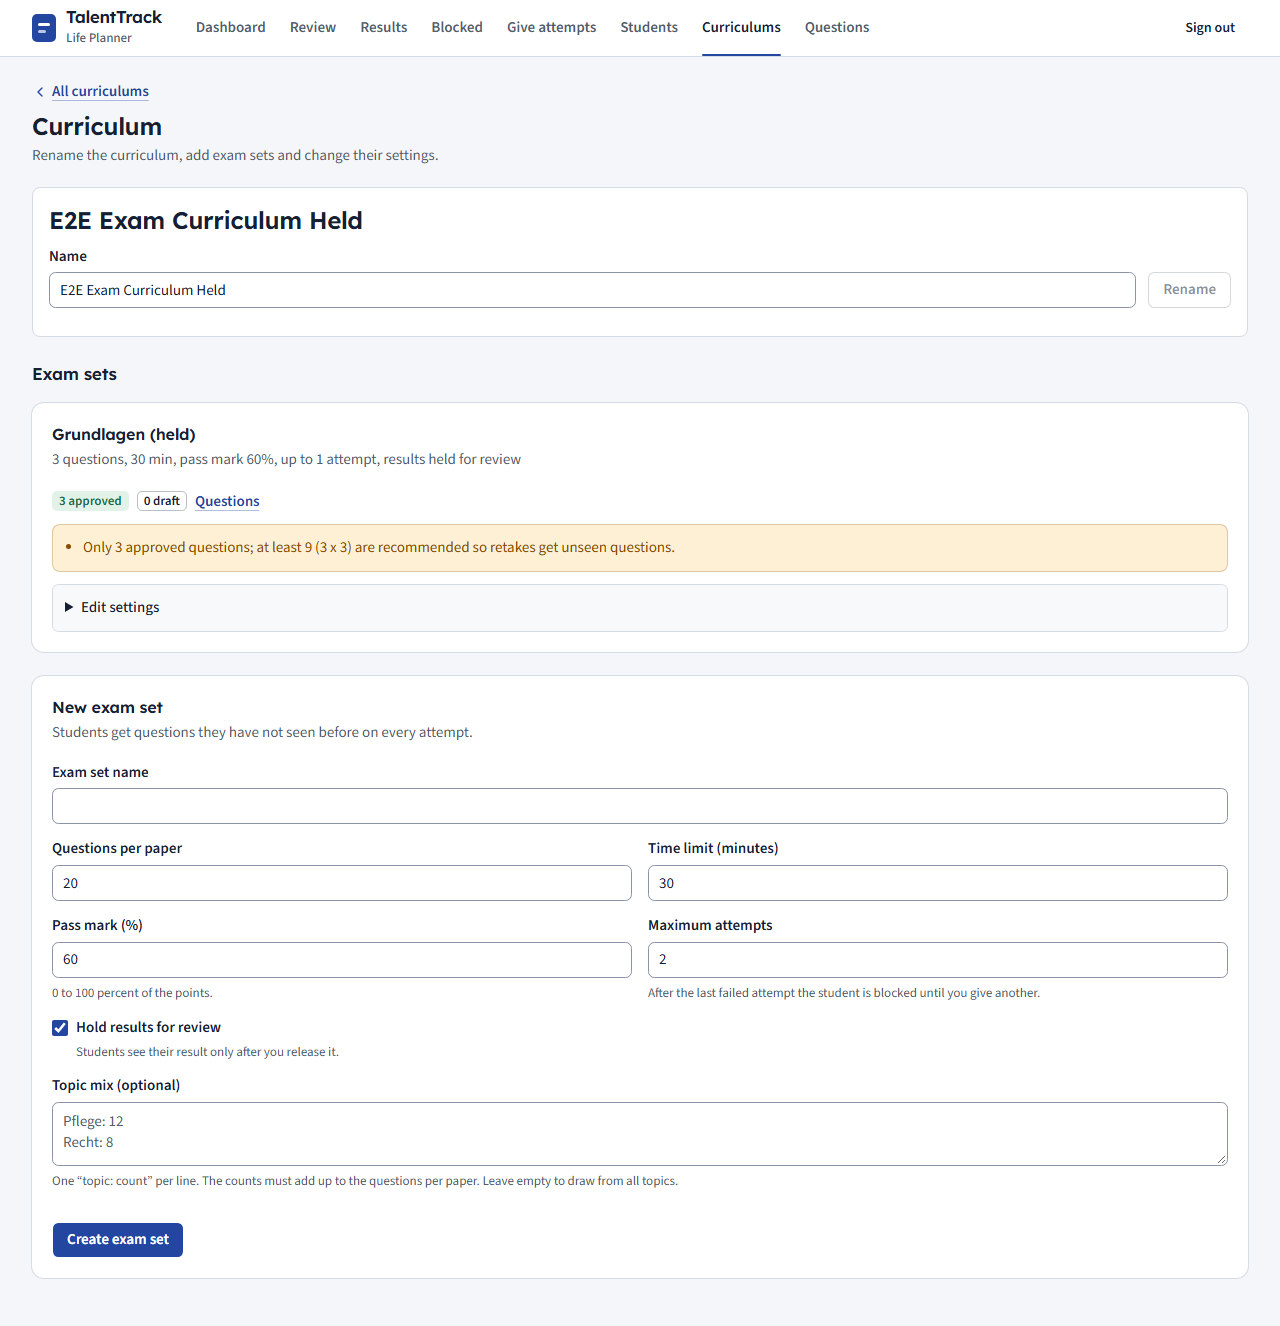 TalentTrack
Life Planner
Dashboard
Review
Results
Blocked
Give attempts
Students
Curriculums
Questions
Sign out
All curriculums
Curriculum
Rename the curriculum, add exam sets and change their settings.
E2E Exam Curriculum Held
Name
E2E Exam Curriculum Held
Rename
Exam sets
Grundlagen (held)
3 questions, 30 min, pass mark 60%, up to 1 attempt, results held for review
3 approved
0 draft
Questions
Only 3 approved questions; at least 9 (3 x 3) are recommended so retakes get unseen questions.
Edit settings
New exam set
Students get questions they have not seen before on every attempt.
Exam set name
Questions per paper
Time limit (minutes)
20
30
Pass mark (%)
Maximum attempts
60
2
0 to 100 percent of the points.
After the last failed attempt the student is blocked until you give another.
Hold results for review
Students see their result only after you release it.
Topic mix (optional)
Pflege: 12
Recht: 8
One “topic: count” per line. The counts must add up to the questions per paper. Leave empty to draw from all topics.
Create exam set